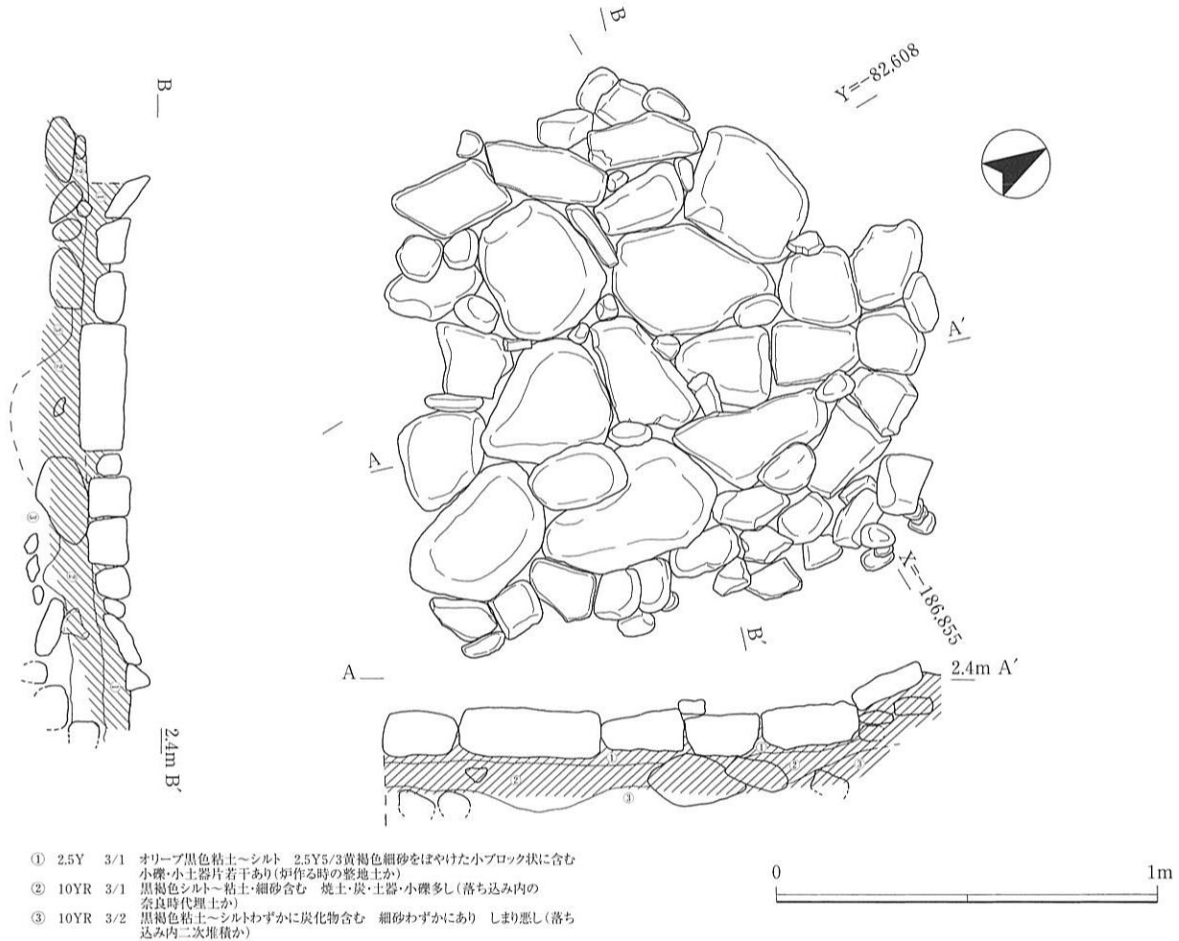 B
Y=-82,608
B
A′
A
X=-186,855
B′
A
2.4m A′
2.4m B′
①
②
③
①
②
③
① 2.5Y 3/1 オリーブ黒色粘土~シルト 2.5Y5/3黄褐色細砂をぼやけた小ブロック状に含む
小礫・小土器片若干あり(炉作る時の整地土か)
② 10YR 3/1 黒褐色シルト~粘土・細砂含む 焼土・炭・土器・小礫多し(落ち込み内の
奈良時代埋土か)
③ 10YR 3/2 黒褐色粘土~シルトわずかに炭化物含む 細砂わずかにあり しまり悪し(落ち
込み内二次堆積か)
0 1m